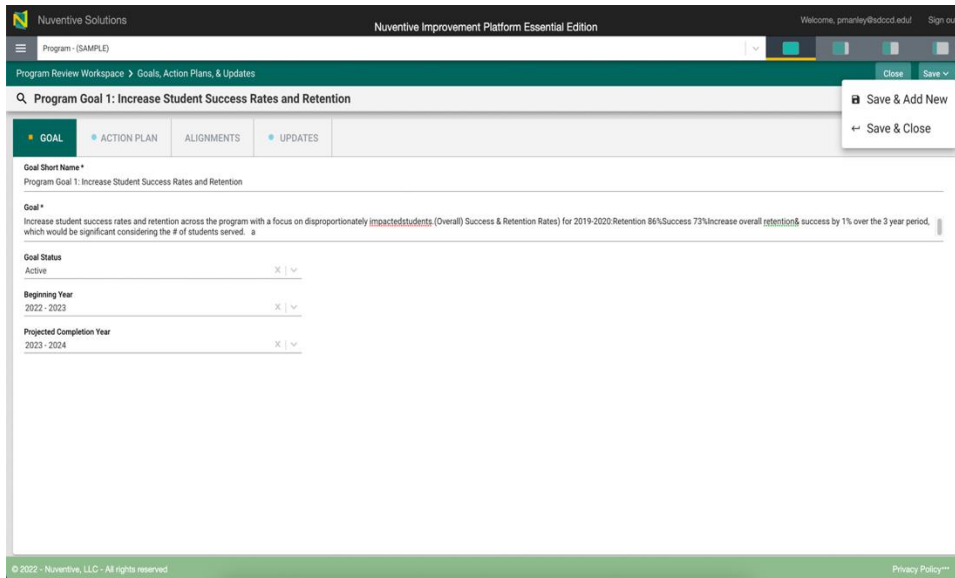 Nuventive Solutions
Nuventive Improvement Platform Essential Edition
Welcome, pmanley@sdccd.edu!
Sign ou
Program - (SAMPLE)
Program Review Workspace > Goals, Action Plans, & Updates
Close
Save
Program Goal 1: Increase Student Success Rates and Retention
Save & Add New
Save & Close
GOAL
ACTION PLAN
ALIGNMENTS
UPDATES
Goal Short Name *
Program Goal 1: Increase Student Success Rates and Retention
Goal *
Increase student success rates and retention across the program with a focus on disproportionately impactedstudents.(Overall) Success & Retention Rates) for 2019-2020:Retention 86%Success 73%Increase overall retention& success by 1% over the 3 year period,
which would be significant considering the # of students served. a
Goal Status
Active
X
Beginning Year
2022 - 2023
X
Projected Completion Year
2023 - 2024
X
© 2022 - Nuventive, LLC - All rights reserved
Privacy Policy***